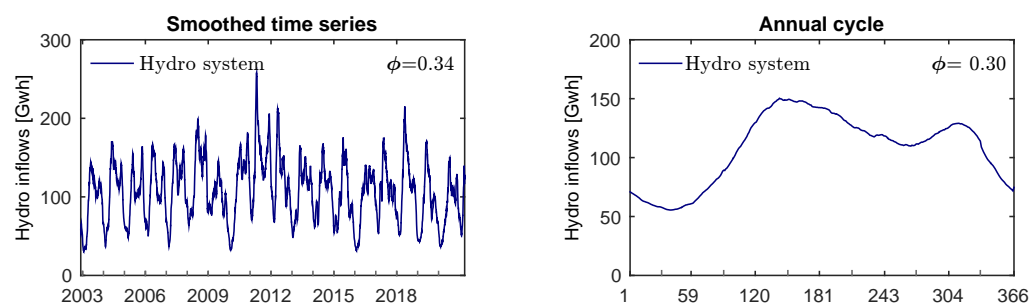 Smoothed time series
300
200
100
0
Hydro inflows [Gwh]
Hydro system
ϕ=0.34
2003 2006 2009 2012 2015 2018
Annual cycle
200
150
100
50
0
Hydro inflows [Gwh]
Hydro system
ϕ= 0.30
1 59 120 181 243 304 366